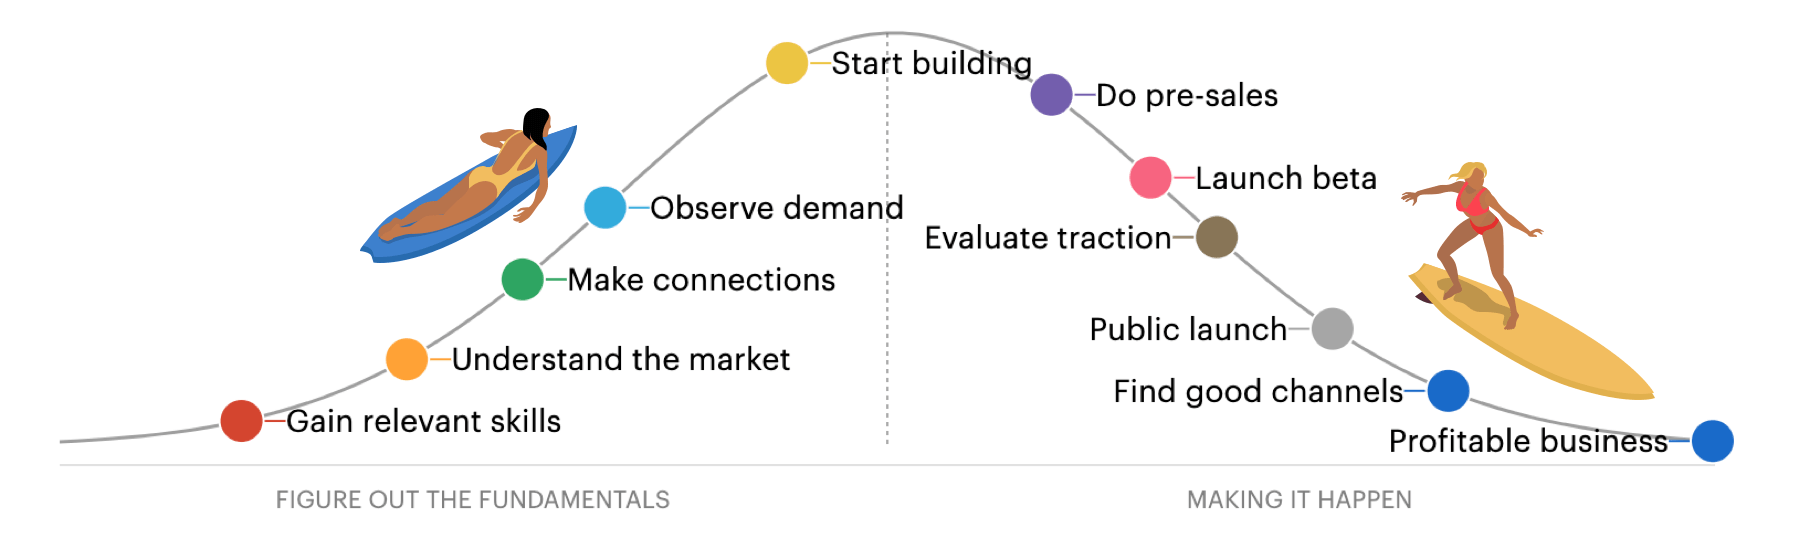 Start building
Do pre-sales
Launch beta
Observe demand
Evaluate traction
Make connections
Public launch
Understand the market
Find good channels
Gain relevant skills
Profitable business
FIGURE OUT THE FUNDAMENTALS
MAKING IT HAPPEN